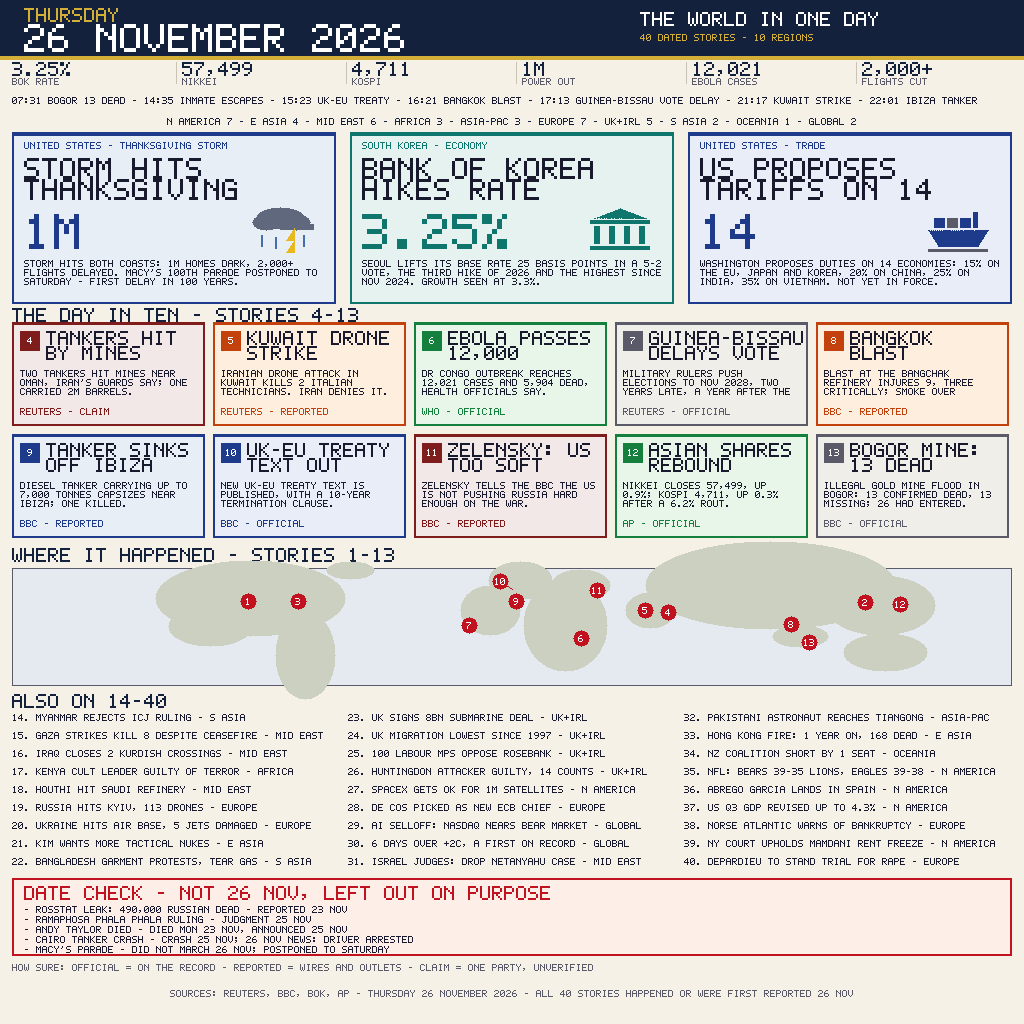 THURSDAY
26 NOVEMBER 2026
THE WORLD IN ONE DAY
40 DATED STORIES - 10 REGIONS
3.25%
BOK RATE
57,499
NIKKEI
4,711
KOSPI
1M
POWER OUT
12,021
EBOLA CASES
2,000+
FLIGHTS CUT
07:31 BOGOR 13 DEAD - 14:35 INMATE ESCAPES - 15:23 UK-EU TREATY - 16:21 BANGKOK BLAST - 17:13 GUINEA-BISSAU VOTE DELAY - 21:17 KUWAIT STRIKE - 22:01 IBIZA TANKER
N AMERICA 7 - E ASIA 4 - MID EAST 6 - AFRICA 3 - ASIA-PAC 3 - EUROPE 7 - UK+IRL 5 - S ASIA 2 - OCEANIA 1 - GLOBAL 2
UNITED STATES - THANKSGIVING STORM
STORM HITS
THANKSGIVING
1M
STORM HITS BOTH COASTS: 1M HOMES DARK, 2,000+
FLIGHTS DELAYED. MACY'S 100TH PARADE POSTPONED TO
SATURDAY - FIRST DELAY IN 100 YEARS.
SOUTH KOREA - ECONOMY
BANK OF KOREA
HIKES RATE
3.25%
SEOUL LIFTS ITS BASE RATE 25 BASIS POINTS IN A 5-2
VOTE, THE THIRD HIKE OF 2026 AND THE HIGHEST SINCE
NOV 2024. GROWTH SEEN AT 3.3%.
UNITED STATES - TRADE
US PROPOSES
TARIFFS ON 14
14
WASHINGTON PROPOSES DUTIES ON 14 ECONOMIES: 15% ON
THE EU, JAPAN AND KOREA, 20% ON CHINA, 25% ON
INDIA, 35% ON VIETNAM. NOT YET IN FORCE.
THE DAY IN TEN - STORIES 4-13
4
TANKERS HIT
BY MINES
TWO TANKERS HIT MINES NEAR
OMAN, IRAN'S GUARDS SAY; ONE
CARRIED 2M BARRELS.
REUTERS - CLAIM
5
KUWAIT DRONE
STRIKE
IRANIAN DRONE ATTACK IN
KUWAIT KILLS 2 ITALIAN
TECHNICIANS. IRAN DENIES IT.
REUTERS - REPORTED
6
EBOLA PASSES
12,000
DR CONGO OUTBREAK REACHES
12,021 CASES AND 5,904 DEAD,
HEALTH OFFICIALS SAY.
WHO - OFFICIAL
7
GUINEA-BISSAU
DELAYS VOTE
MILITARY RULERS PUSH
ELECTIONS TO NOV 2028, TWO
YEARS LATE, A YEAR AFTER THE
REUTERS - OFFICIAL
8
BANGKOK
BLAST
BLAST AT THE BANGCHAK
REFINERY INJURES 9, THREE
CRITICALLY; SMOKE OVER
BBC - REPORTED
9
TANKER SINKS
OFF IBIZA
DIESEL TANKER CARRYING UP TO
7,000 TONNES CAPSIZES NEAR
IBIZA; ONE KILLED.
BBC - REPORTED
10
UK-EU TREATY
TEXT OUT
NEW UK-EU TREATY TEXT IS
PUBLISHED, WITH A 10-YEAR
TERMINATION CLAUSE.
BBC - OFFICIAL
11
ZELENSKY: US
TOO SOFT
ZELENSKY TELLS THE BBC THE US
IS NOT PUSHING RUSSIA HARD
ENOUGH ON THE WAR.
BBC - REPORTED
12
ASIAN SHARES
REBOUND
NIKKEI CLOSES 57,499, UP
0.9%; KOSPI 4,711, UP 0.3%
AFTER A 6.2% ROUT.
AP - OFFICIAL
13
BOGOR MINE:
13 DEAD
ILLEGAL GOLD MINE FLOOD IN
BOGOR: 13 CONFIRMED DEAD, 13
MISSING; 26 HAD ENTERED.
BBC - OFFICIAL
WHERE IT HAPPENED - STORIES 1-13
10
11
1
3
9
5
4
2
12
7
8
6
13
ALSO ON 14-40
14. MYANMAR REJECTS ICJ RULING - S ASIA
15. GAZA STRIKES KILL 8 DESPITE CEASEFIRE - MID EAST
16. IRAQ CLOSES 2 KURDISH CROSSINGS - MID EAST
17. KENYA CULT LEADER GUILTY OF TERROR - AFRICA
18. HOUTHI HIT SAUDI REFINERY - MID EAST
19. RUSSIA HITS KYIV, 113 DRONES - EUROPE
20. UKRAINE HITS AIR BASE, 5 JETS DAMAGED - EUROPE
21. KIM WANTS MORE TACTICAL NUKES - E ASIA
22. BANGLADESH GARMENT PROTESTS, TEAR GAS - S ASIA
23. UK SIGNS 8BN SUBMARINE DEAL - UK+IRL
24. UK MIGRATION LOWEST SINCE 1997 - UK+IRL
25. 100 LABOUR MPS OPPOSE ROSEBANK - UK+IRL
26. HUNTINGDON ATTACKER GUILTY, 14 COUNTS - UK+IRL
27. SPACEX GETS OK FOR 1M SATELLITES - N AMERICA
28. DE COS PICKED AS NEW ECB CHIEF - EUROPE
29. AI SELLOFF: NASDAQ NEARS BEAR MARKET - GLOBAL
30. 6 DAYS OVER +2C, A FIRST ON RECORD - GLOBAL
31. ISRAEL JUDGES: DROP NETANYAHU CASE - MID EAST
32. PAKISTANI ASTRONAUT REACHES TIANGONG - ASIA-PAC
33. HONG KONG FIRE: 1 YEAR ON, 168 DEAD - E ASIA
34. NZ COALITION SHORT BY 1 SEAT - OCEANIA
35. NFL: BEARS 39-35 LIONS, EAGLES 39-38 - N AMERICA
36. ABREGO GARCIA LANDS IN SPAIN - N AMERICA
37. US Q3 GDP REVISED UP TO 4.3% - N AMERICA
38. NORSE ATLANTIC WARNS OF BANKRUPTCY - EUROPE
39. NY COURT UPHOLDS MAMDANI RENT FREEZE - N AMERICA
40. DEPARDIEU TO STAND TRIAL FOR RAPE - EUROPE
DATE CHECK - NOT 26 NOV, LEFT OUT ON PURPOSE
- ROSSTAT LEAK: 490,000 RUSSIAN DEAD - REPORTED 23 NOV
- RAMAPHOSA PHALA PHALA RULING - JUDGMENT 25 NOV
- ANDY TAYLOR DIED - DIED MON 23 NOV, ANNOUNCED 25 NOV
- CAIRO TANKER CRASH - CRASH 25 NOV; 26 NOV NEWS: DRIVER ARRESTED
- MACY'S PARADE - DID NOT MARCH 26 NOV; POSTPONED TO SATURDAY
HOW SURE: OFFICIAL = ON THE RECORD - REPORTED = WIRES AND OUTLETS - CLAIM = ONE PARTY, UNVERIFIED
SOURCES: REUTERS, BBC, BOK, AP - THURSDAY 26 NOVEMBER 2026 - ALL 40 STORIES HAPPENED OR WERE FIRST REPORTED 26 NOV